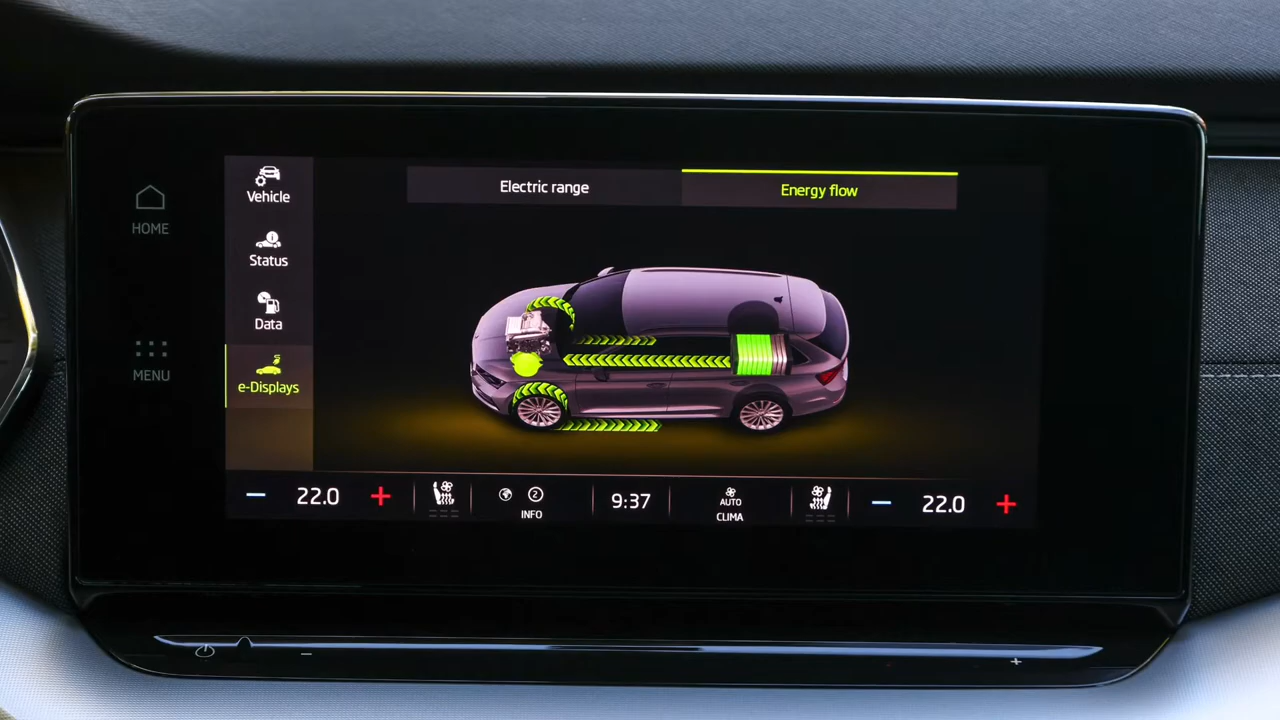 HOME
MENU
Vehicle
Status
Data
e-Displays
Electric range
Energy flow
22.0
2
INFO
9:37
AUTO
CLIMA
22.0